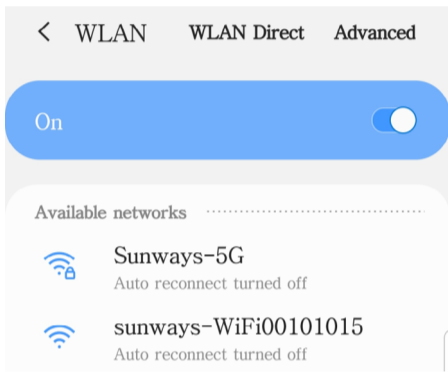 WLAN WLAN Direct Advanced
On
Available networks
Sunways-5G
Auto reconnect turned off
sunways-WiFi00101015
Auto reconnect turned off